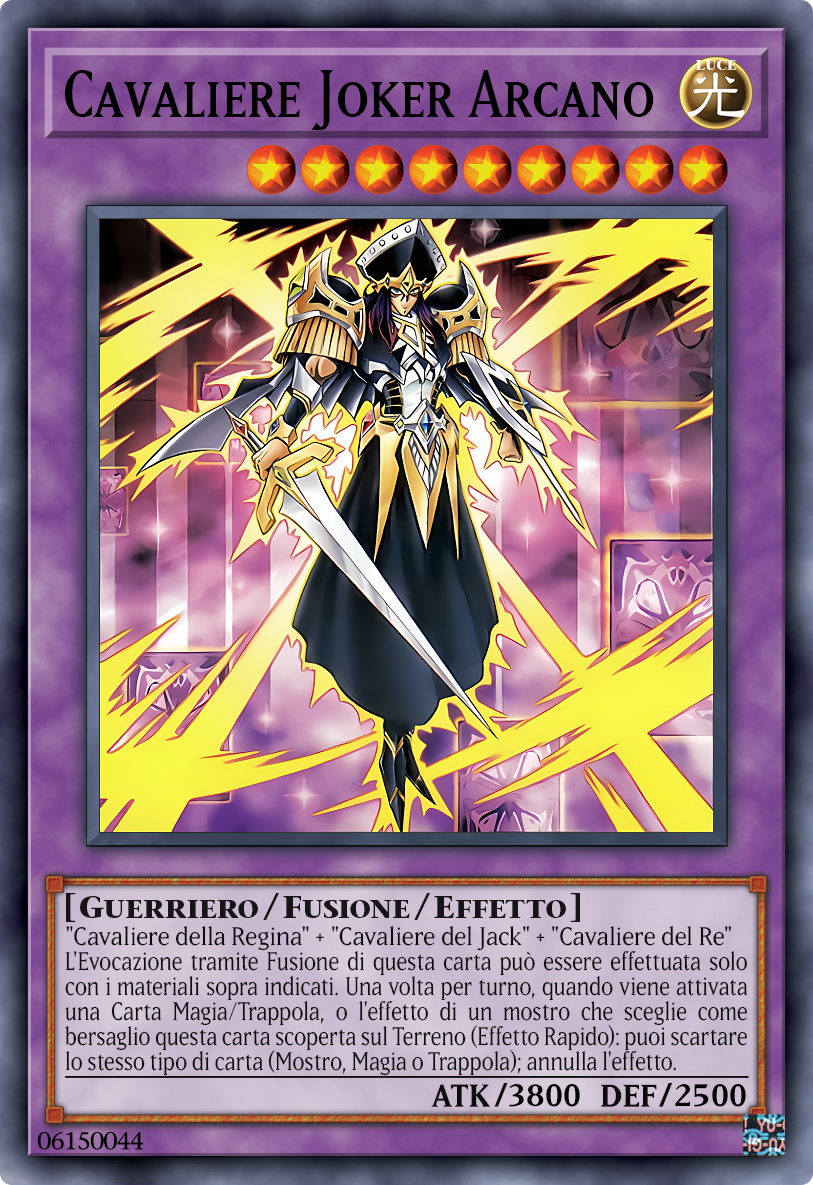 Cavaliere Joker Arcano
LUCE
光
[Guerriero/Fusione/Effetto]
"Cavaliere della Regina" + "Cavaliere del Jack" + "Cavaliere del Re"
L'Evocazione tramite Fusione di questa carta può essere effettuata solo
con i materiali sopra indicati. Una volta per turno, quando viene attivata
una Carta Magia/Trappola, o l'effetto di un mostro che sceglie come
bersaglio questa carta scoperta sul Terreno (Effetto Rapido): puoi scartare
lo stesso tipo di carta (Mostro, Magia o Trappola); annulla l'effetto.
ATK/3800 DEF/2500
06150044